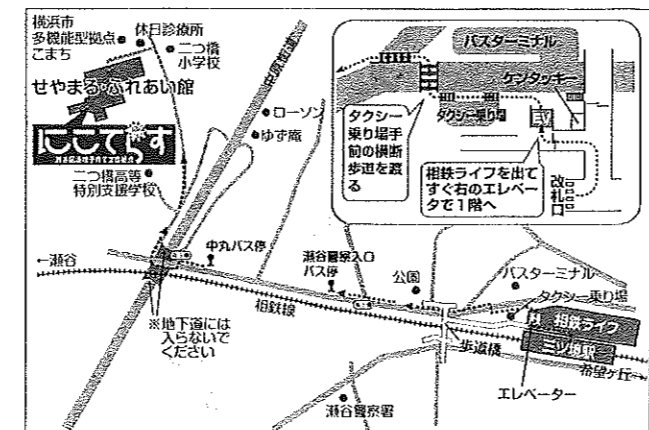 横浜市
多機能型拠点
こまち
休日診療所
二つ橋
小学校
せやまる・ふれあい館
にこてらす
二つ橋高等
特別支援学校
中原街道
ローソン
ゆず庵
バスターミナル
ケンタッキー
タクシー乗り場
タクシー
乗り場手
前の横断
歩道を渡
る
相鉄ライフを出て
すぐ右のエレベー
タで1階へ
改札口
←瀬谷
中丸バス停
瀬谷警察入口
バス停
公園
バスターミナル
タクシー乗り場
相鉄線
※地下道には
入らないで
ください
歩道橋
相鉄ライフ
三ツ境駅
希望ヶ丘→
エレベーター
瀬谷警察署